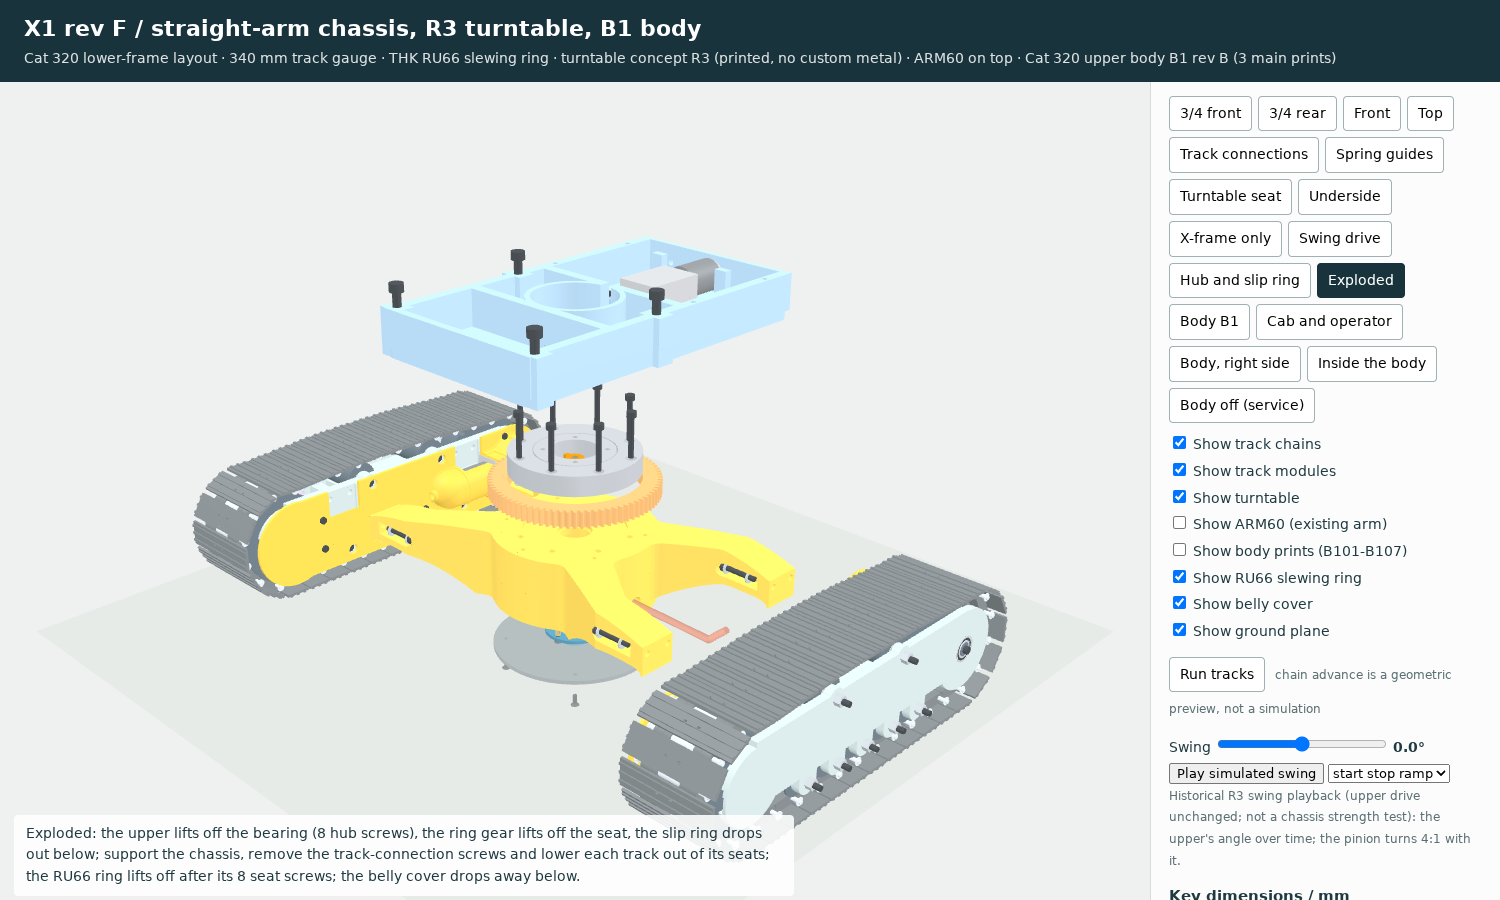 X1 rev F / straight-arm chassis, R3 turntable, B1 body
Cat 320 lower-frame layout · 340 mm track gauge · THK RU66 slewing ring · turntable concept R3 (printed, no custom metal) · ARM60 on top · Cat 320 upper body B1 rev B (3 main prints)
3/4 front
3/4 rear
Front
Top
Track connections
Spring guides
Turntable seat
Underside
X-frame only
Swing drive
Hub and slip ring
Exploded
Body B1
Cab and operator
Body, right side
Inside the body
Body off (service)
Show track chains
Show track modules
Show turntable
Show ARM60 (existing arm)
Show body prints (B101-B107)
Show RU66 slewing ring
Show belly cover
Show ground plane
Run tracks
chain advance is a geometric
preview, not a simulation
Swing
0.0°
Play simulated swing
start stop ramp
Historical R3 swing playback (upper drive
unchanged; not a chassis strength test): the
upper's angle over time; the pinion turns 4:1 with
it.
Key dimensions / mm
Exploded: the upper lifts off the bearing (8 hub screws), the ring gear lifts off the seat, the slip ring drops
out below; support the chassis, remove the track-connection screws and lower each track out of its seats;
the RU66 ring lifts off after its 8 seat screws; the belly cover drops away below.